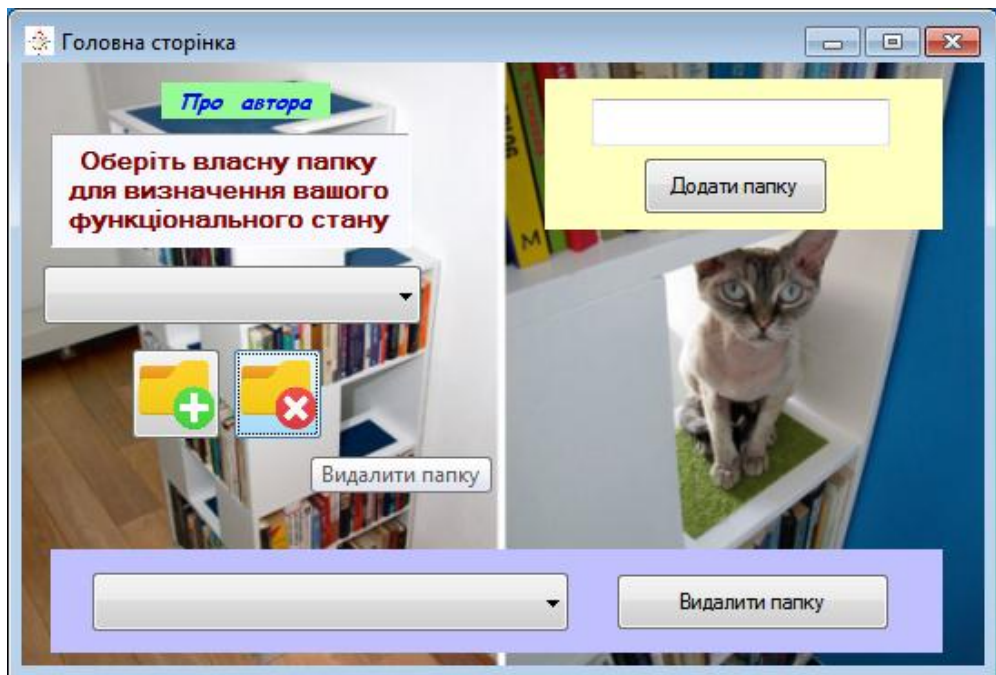 Головна сторінка
Про автора
Оберіть власну папку
для визначення вашого
функціонального стану
Додати папку
M
Видалити папку
Видалити папку